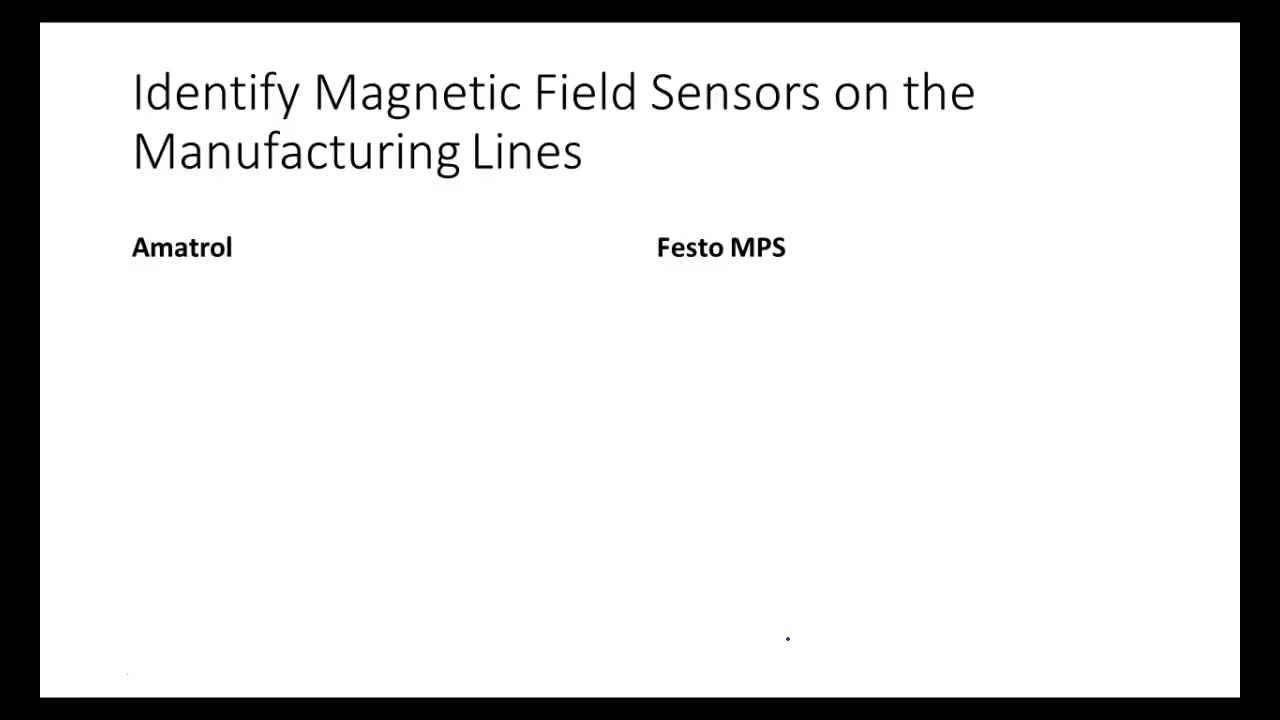 Identify Magnetic Field Sensors on the
Manufacturing Lines
Amatrol
Festo MPS